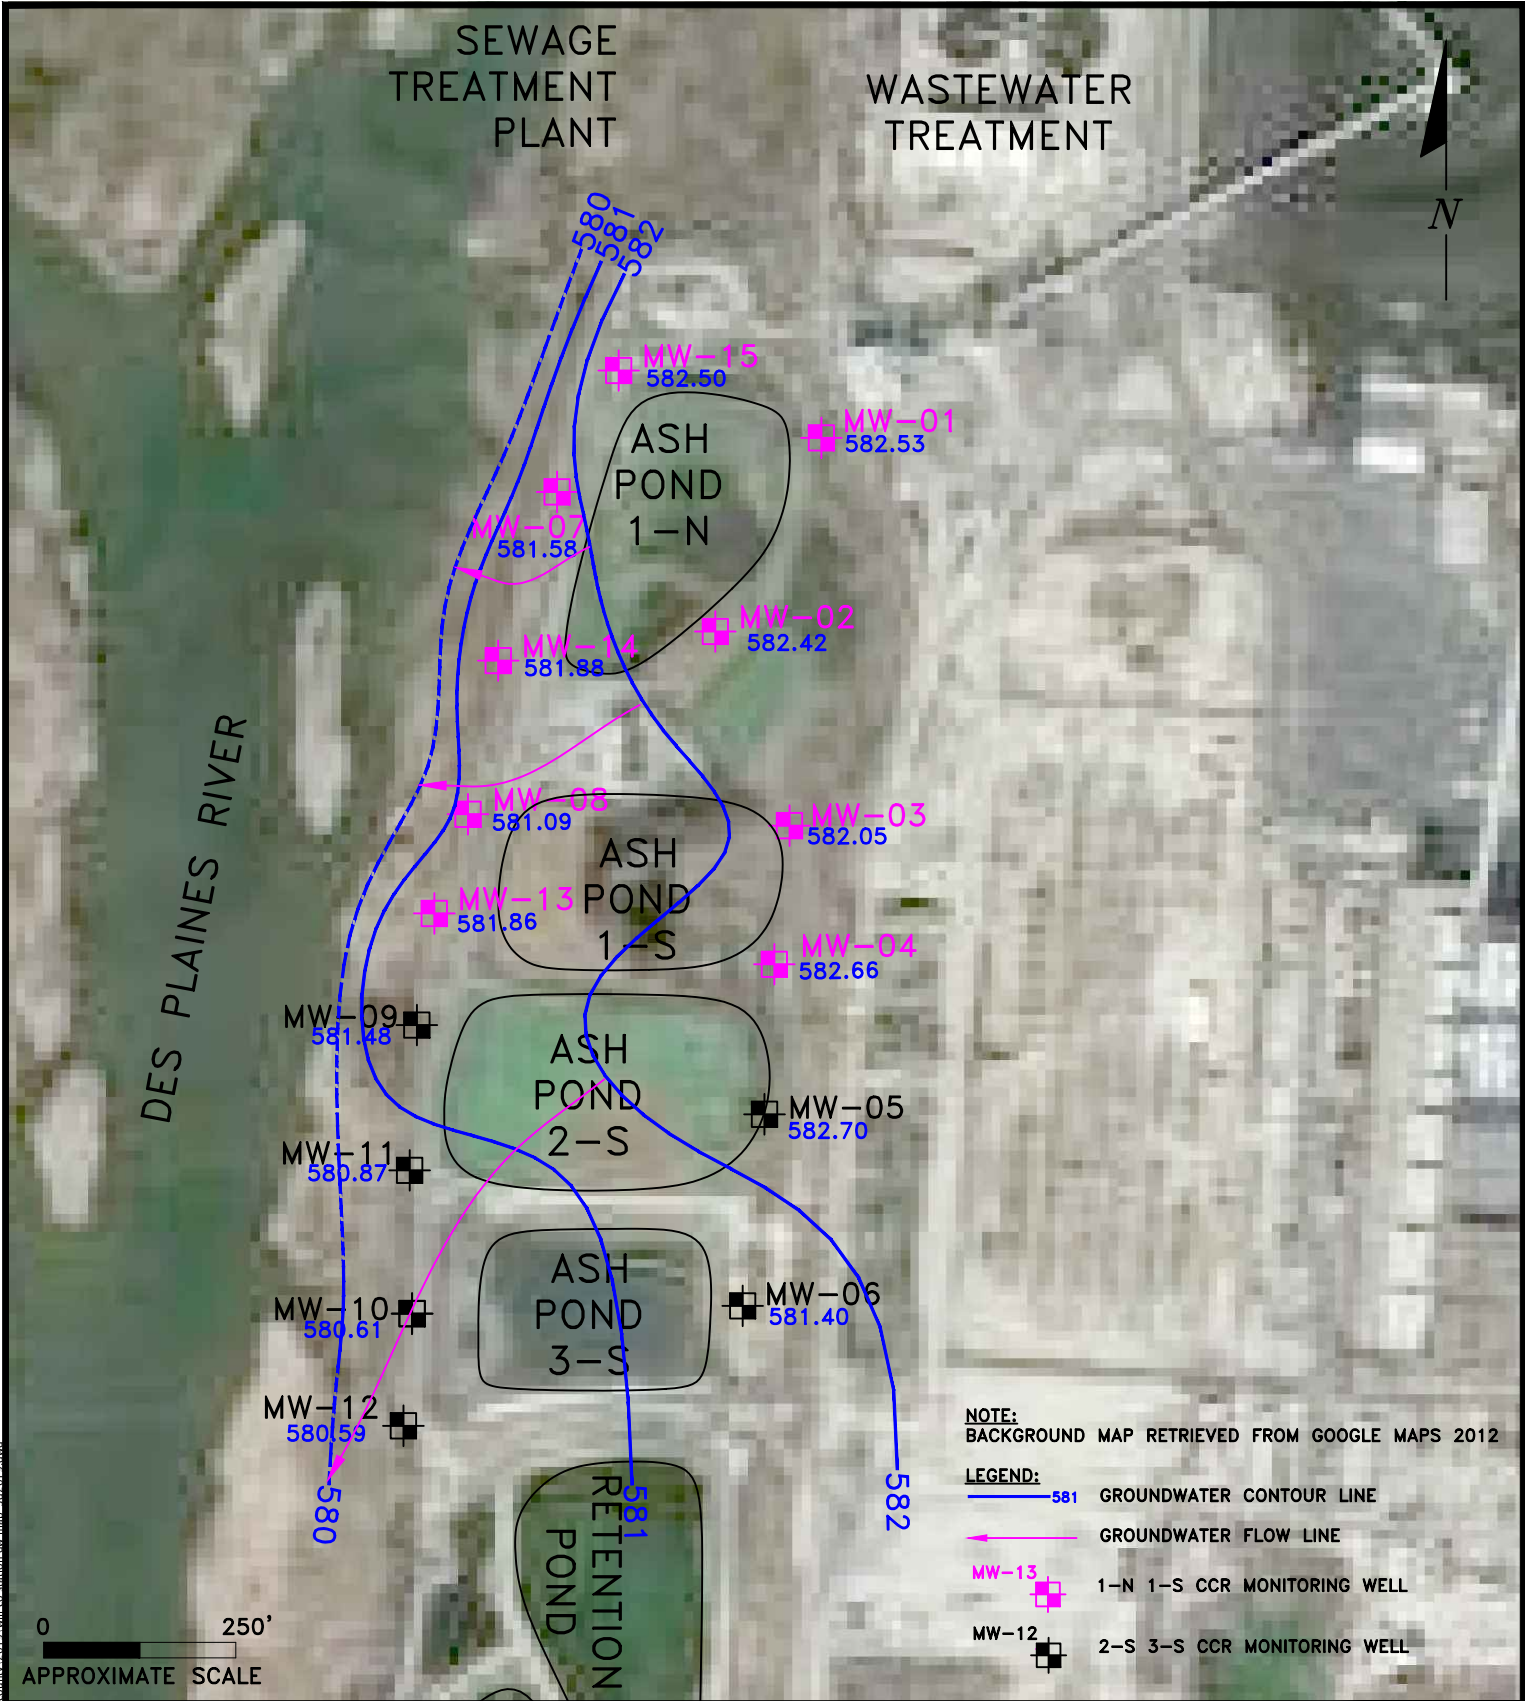 SEWAGE
TREATMENT
PLANT
WASTEWATER
TREATMENT
N
580
581
582
MW-15
582.50
MW-01
582.53
ASH
POND
1-N
MW-07
581.58
MW-02
582.42
MW-14
581.88
DES PLAINES RIVER
MW-08
581.09
MW-03
582.05
ASH
POND
1-S
MW-13
581.86
MW-04
582.66
MW-09
581.48
ASH
POND
2-S
MW-05
582.70
MW-11
580.87
ASH
POND
3-S
MW-06
581.40
MW-10
580.61
MW-12
580.59
580
581
582
RETENTION
POND
NOTE:
BACKGROUND MAP RETRIEVED FROM GOOGLE MAPS 2012
LEGEND:
581 GROUNDWATER CONTOUR LINE
GROUNDWATER FLOW LINE
MW-13 1-N 1-S CCR MONITORING WELL
MW-12 2-S 3-S CCR MONITORING WELL
0 250'
APPROXIMATE SCALE